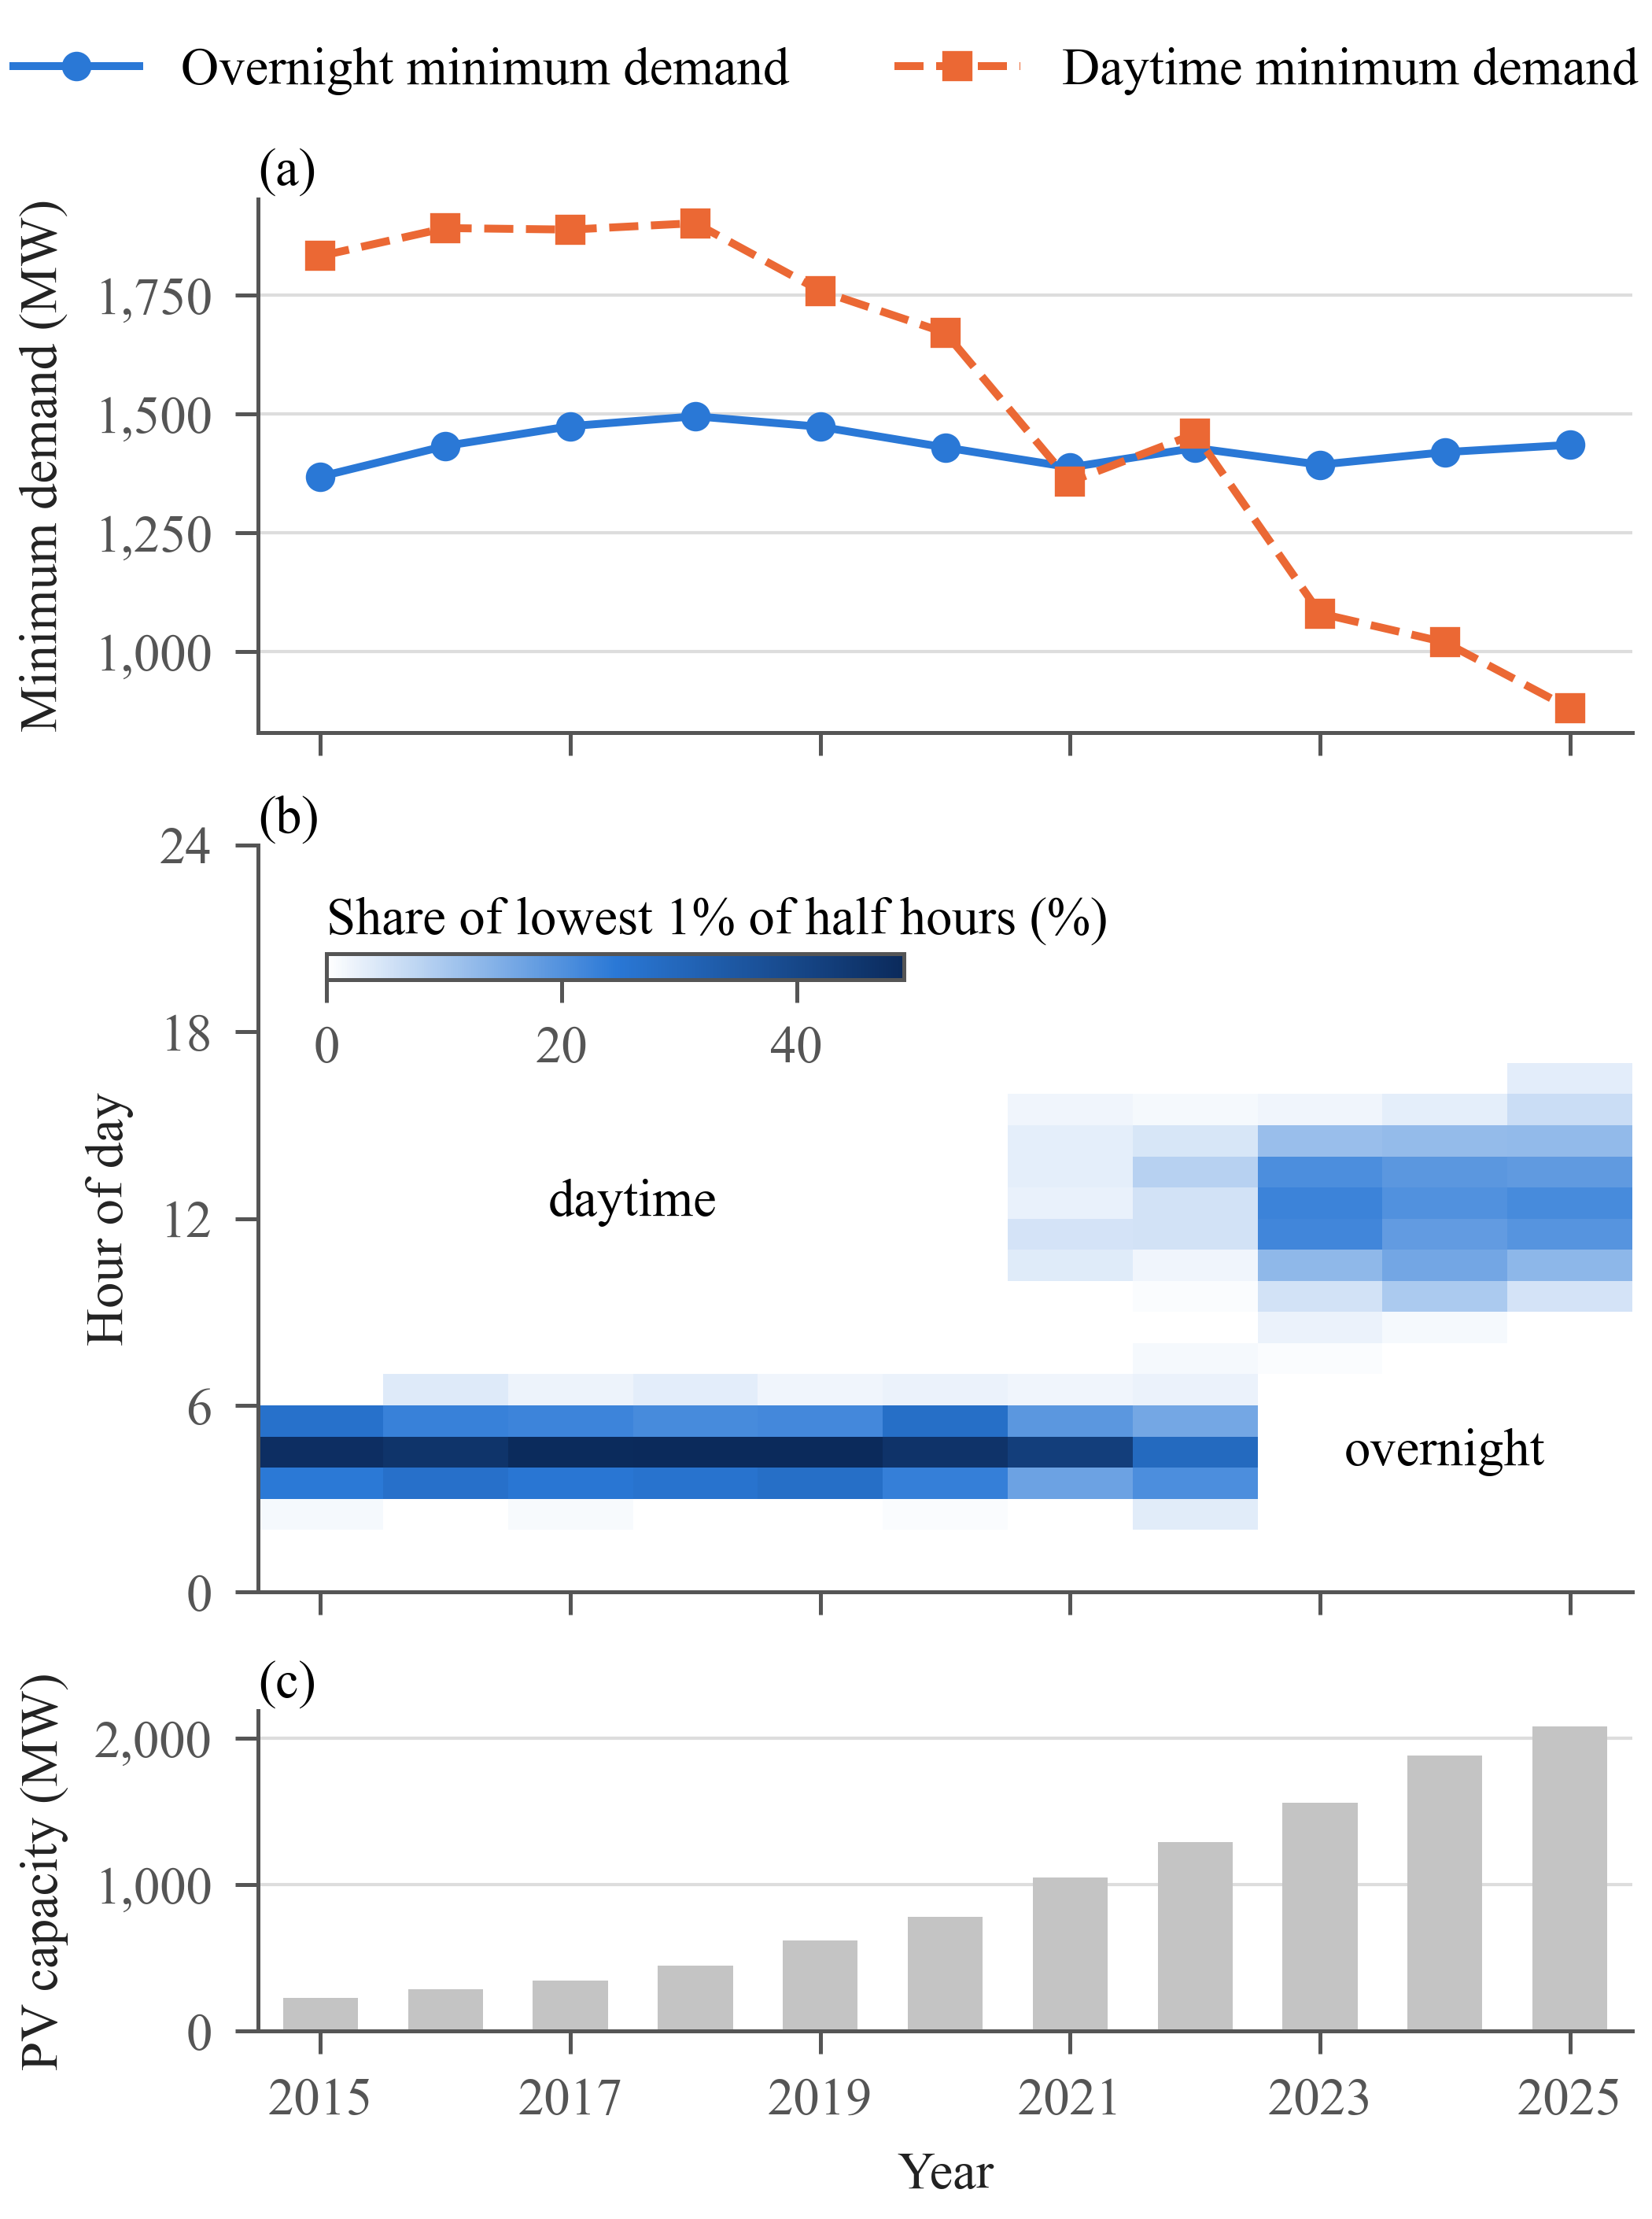 Overnight minimum demand
Daytime minimum demand
(a)
Minimum demand (MW)
1,750
1,500
1,250
1,000
(b)
Hour of day
24
18
12
6
0
Share of lowest 1% of half hours (%)
0 20 40
daytime
overnight
(c)
PV capacity (MW)
2,000
1,000
0
2015 2017 2019 2021 2023 2025
Year